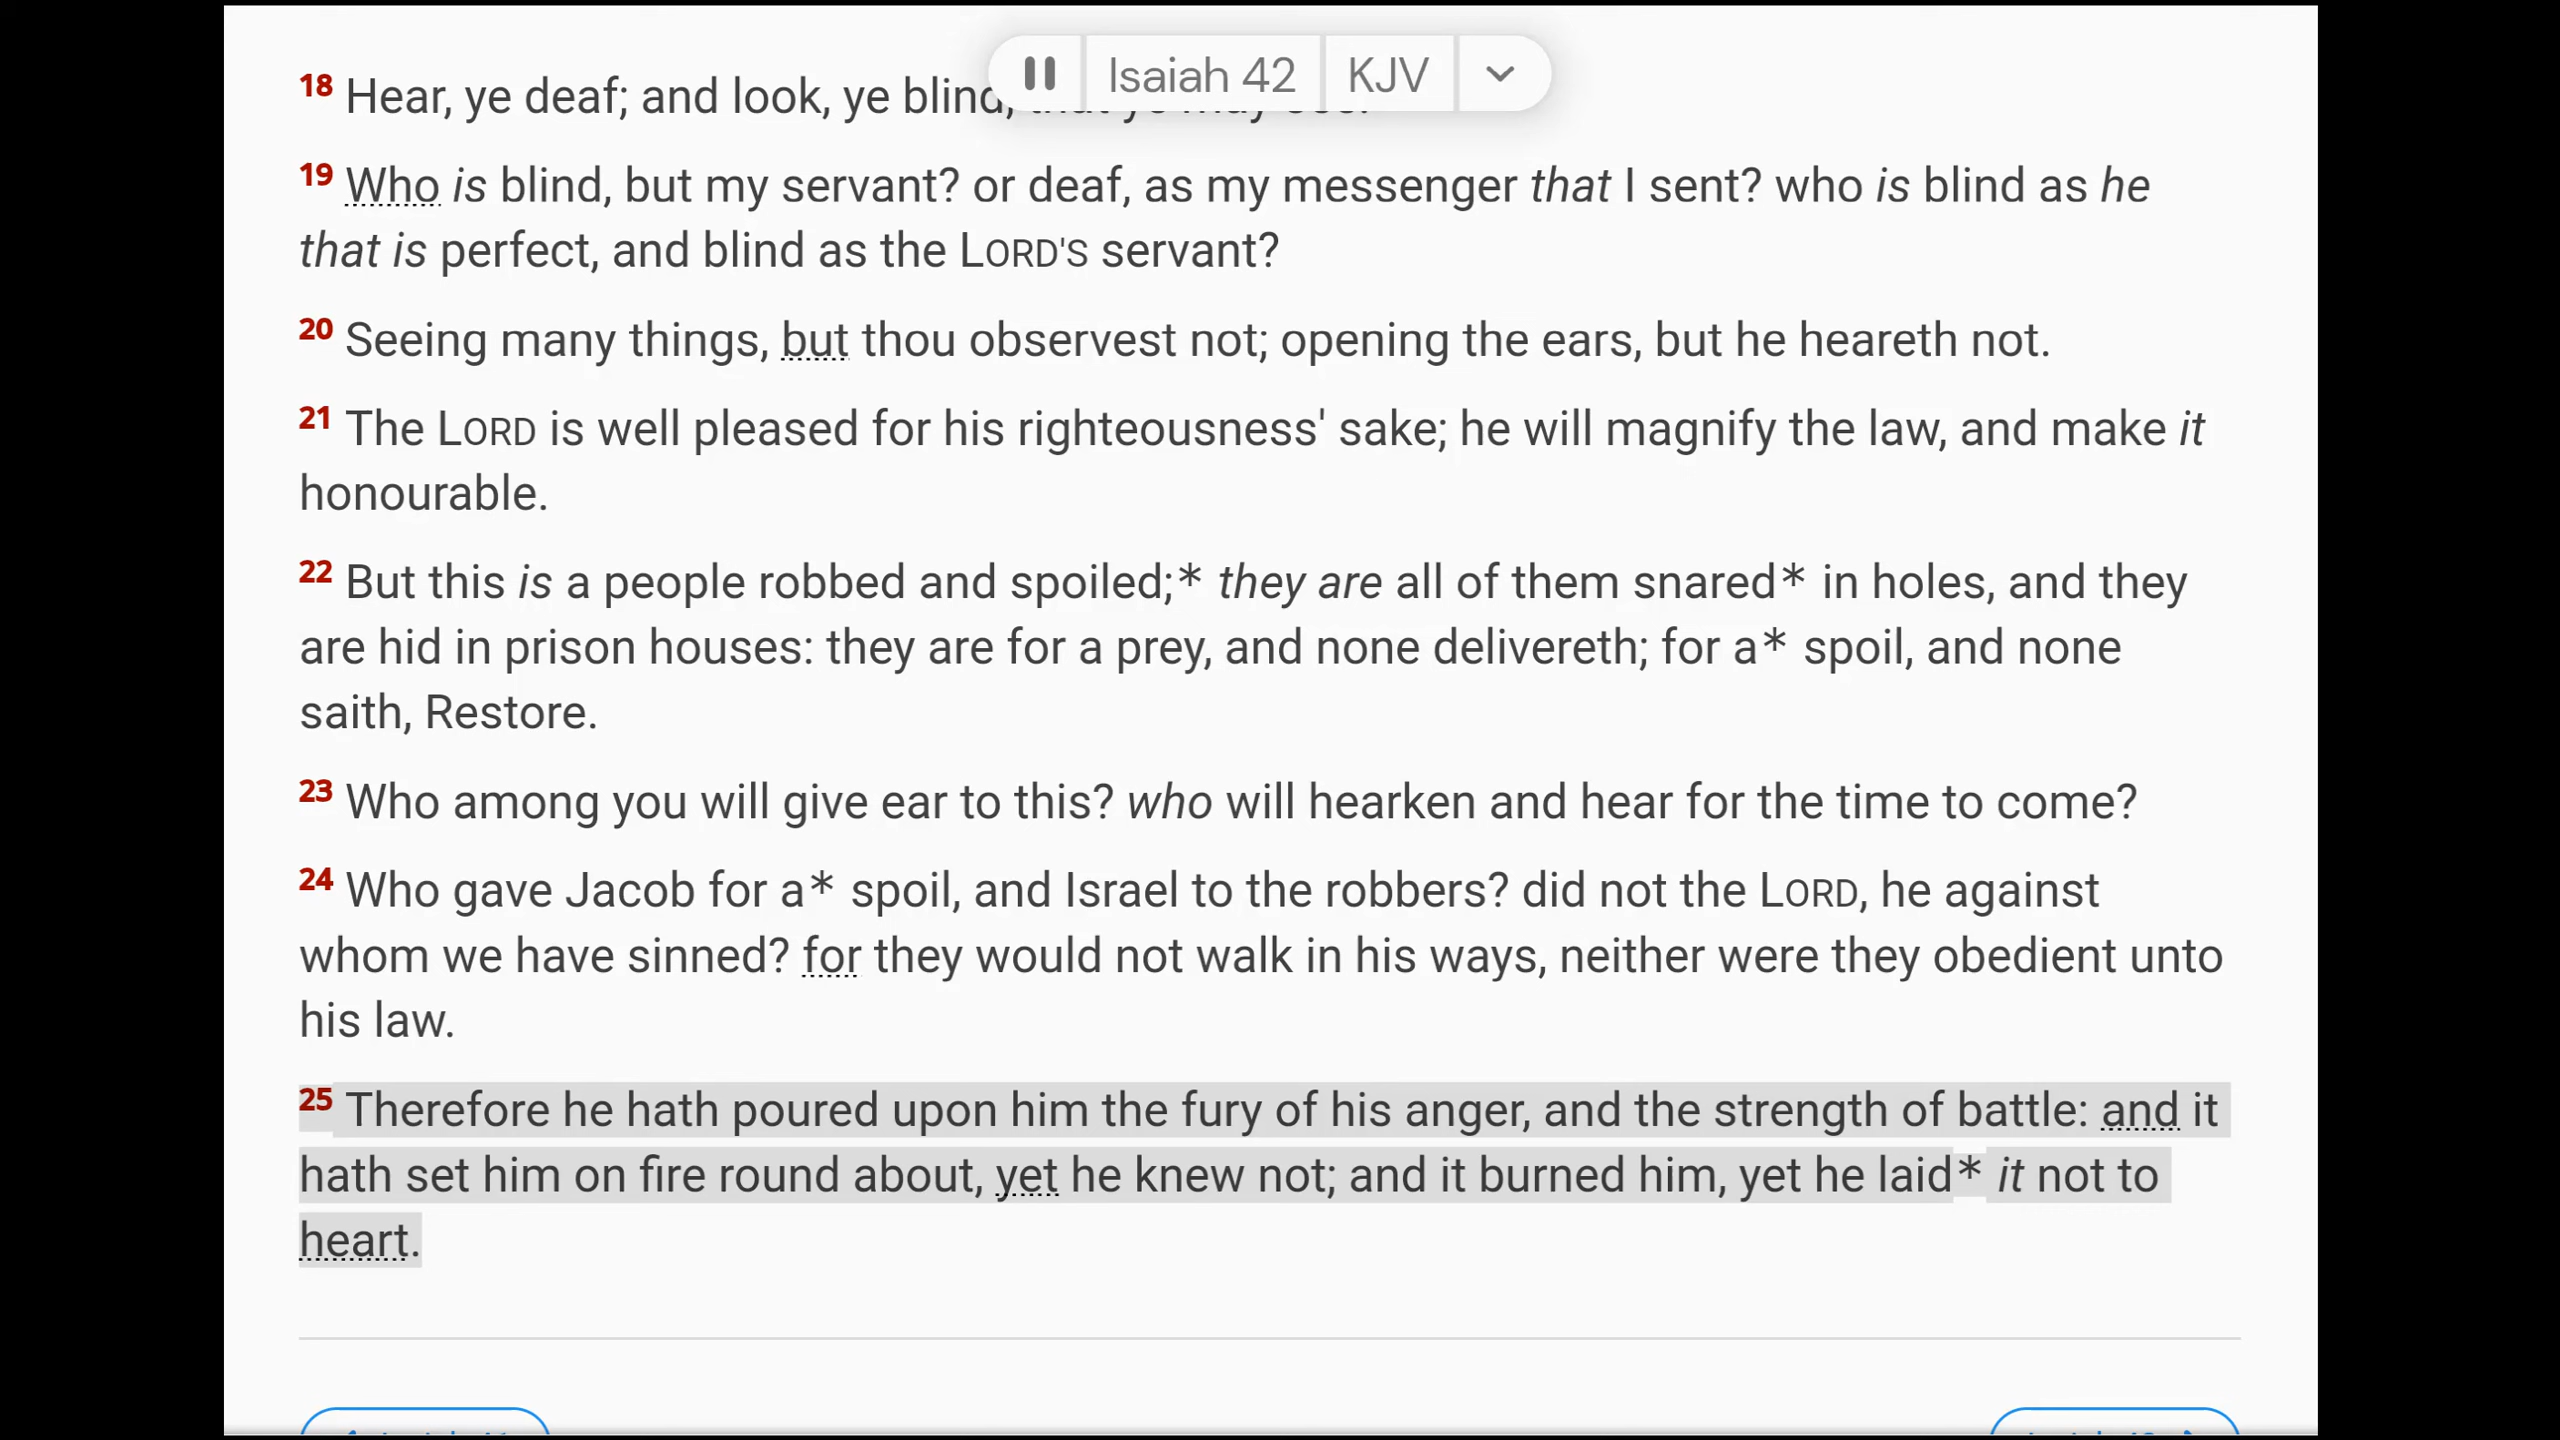 Isaiah 42 KJV
18 Hear, ye deaf; and look, ye blind,
19 Who is blind, but my servant? or deaf, as my messenger that I sent? who is blind as he
that is perfect, and blind as the LORD'S servant?
20 Seeing many things, but thou observest not; opening the ears, but he heareth not.
21 The LORD is well pleased for his righteousness' sake; he will magnify the law, and make it
honourable.
22 But this is a people robbed and spoiled;* they are all of them snared* in holes, and they
are hid in prison houses: they are for a prey, and none delivereth; for a* spoil, and none
saith, Restore.
23 Who among you will give ear to this? who will hearken and hear for the time to come?
24 Who gave Jacob for a* spoil, and Israel to the robbers? did not the LORD, he against
whom we have sinned? for they would not walk in his ways, neither were they obedient unto
his law.
25 Therefore he hath poured upon him the fury of his anger, and the strength of battle: and it
hath set him on fire round about, yet he knew not; and it burned him, yet he laid* it not to
heart.